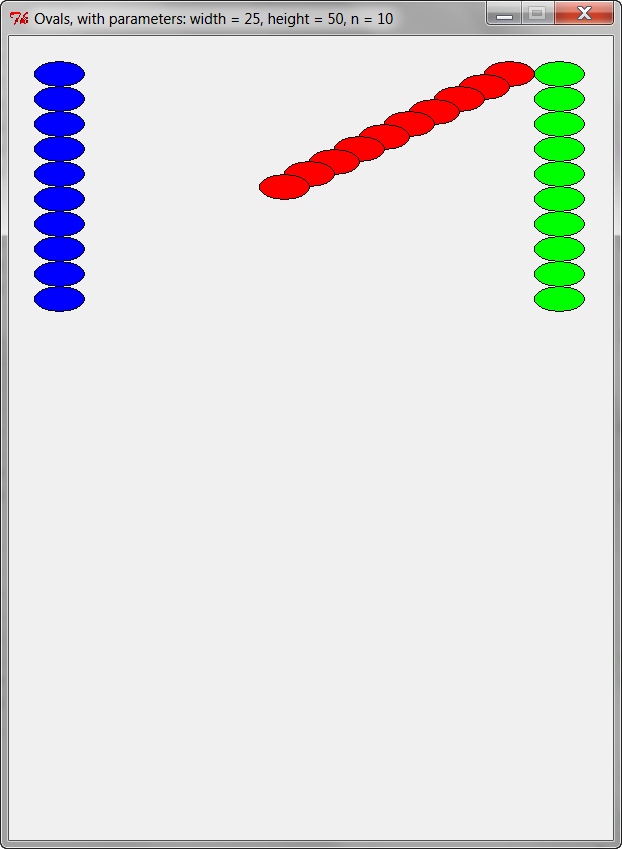 Ovals, with parameters: width = 25, height = 50, n = 10